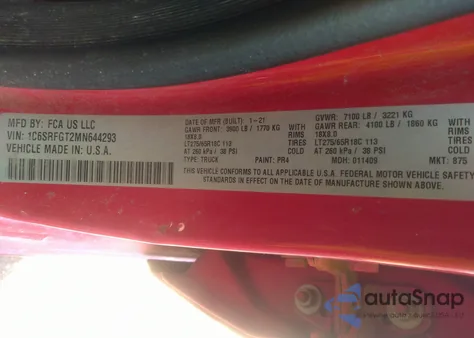 MFD BY: FCA US LLC
DATE OF MFR (BUILT) 1-21
GVWR: 7100 LB / 3221 KG
VIN: 1C6SRFGT2MN644293
GAWR FRONT: 3900 LB / 1770 KG WITH
GAWR REAR: 4100 LB / 1860 KG WITH
VEHICLE MADE IN: U.S.A.
18X8.0 RIMS
18X8.0 RIMS
LT275/65R18C 113 TIRES
LT275/65R18C 113 TIRES
AT 260 kPa / 38 PSI COLD
AT 260 kPa / 38 PSI COLD
TYPE: TRUCK
PAINT: PR4
MDH: 011409
MKT: 875
THIS VEHICLE CONFORMS TO ALL APPLICABLE U.S.A. FEDERAL MOTOR VEHICLE SAFETY
STANDARDS IN EFFECT ON THE DATE OF MANUFACTURE SHOWN ABOVE
autoSnap